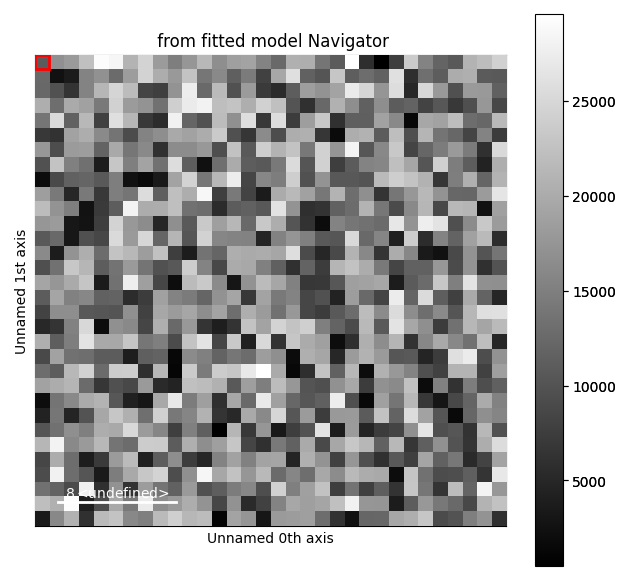 from fitted model Navigator
Unnamed 1st axis
8 <undefined>
Unnamed 0th axis
25000
20000
15000
10000
5000